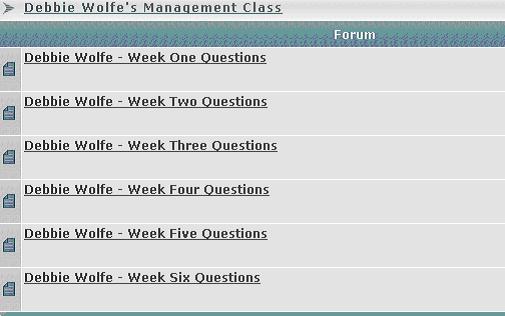 Debbie Wolfe's Management Class
Forum
Debbie Wolfe - Week One Questions
Debbie Wolfe - Week Two Questions
Debbie Wolfe - Week Three Questions
Debbie Wolfe - Week Four Questions
Debbie Wolfe - Week Five Questions
Debbie Wolfe - Week Six Questions